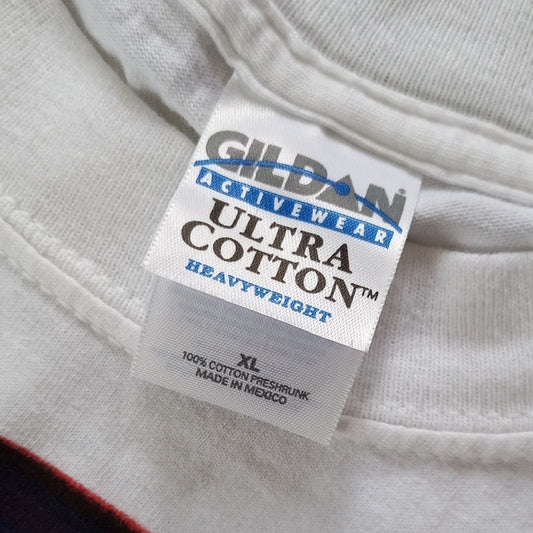 GILDAN®
ACTIVEWEAR
ULTRA
COTTON™
HEAVYWEIGHT
XL
100% COTTON PRESHRUNK
MADE IN MEXICO